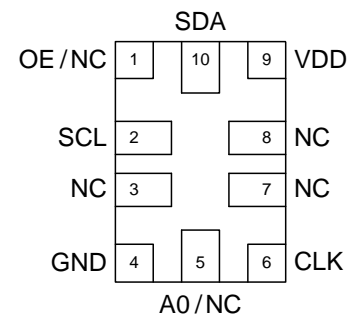 SDA
OE/NC 1 10 9 VDD
SCL 2 8 NC
NC 3 7 NC
GND 4 5 6 CLK
A0/NC